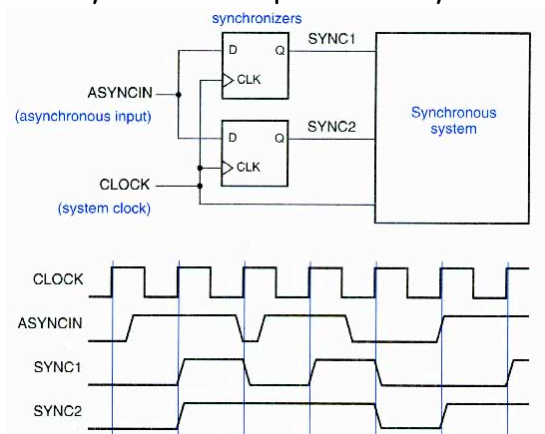 synchronizers
D Q SYNC1
CLK
ASYNCIN
(asynchronous input)
Synchronous
system
D Q SYNC2
CLK
CLOCK
(system clock)
CLOCK
ASYNCIN
SYNC1
SYNC2